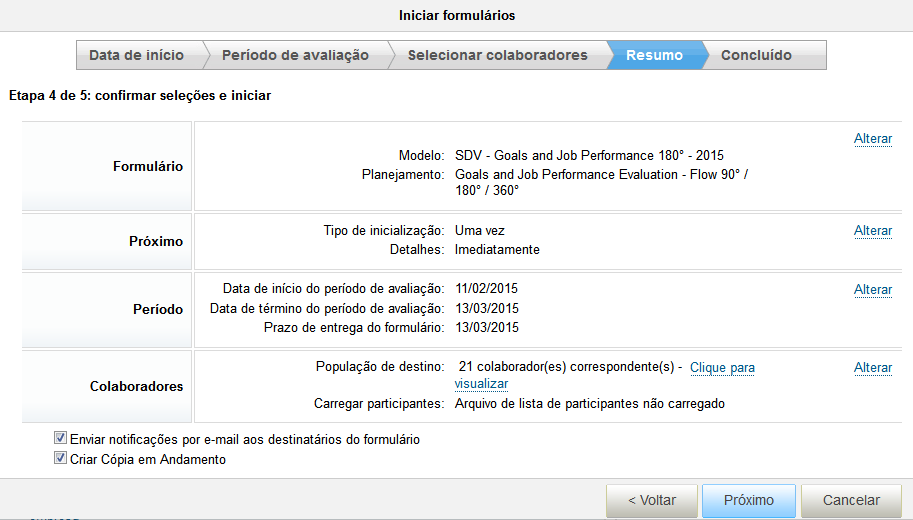 Iniciar formulários
Data de início Período de avaliação Selecionar colaboradores Resumo Concluído
Etapa 4 de 5: confirmar seleções e iniciar
Alterar
Formulário
Modelo: SDV - Goals and Job Performance 180° - 2015
Planejamento: Goals and Job Performance Evaluation - Flow 90° /
180° / 360°
Próximo
Tipo de inicialização: Uma vez
Alterar
Detalhes: Imediatamente
Período
Data de início do período de avaliação: 11/02/2015
Alterar
Data de término do período de avaliação: 13/03/2015
Prazo de entrega do formulário: 13/03/2015
Colaboradores
População de destino: 21 colaborador(es) correspondente(s) - Clique para
visualizar
Alterar
Carregar participantes: Arquivo de lista de participantes não carregado
Enviar notificações por e-mail aos destinatários do formulário
Criar Cópia em Andamento
< Voltar Próximo Cancelar